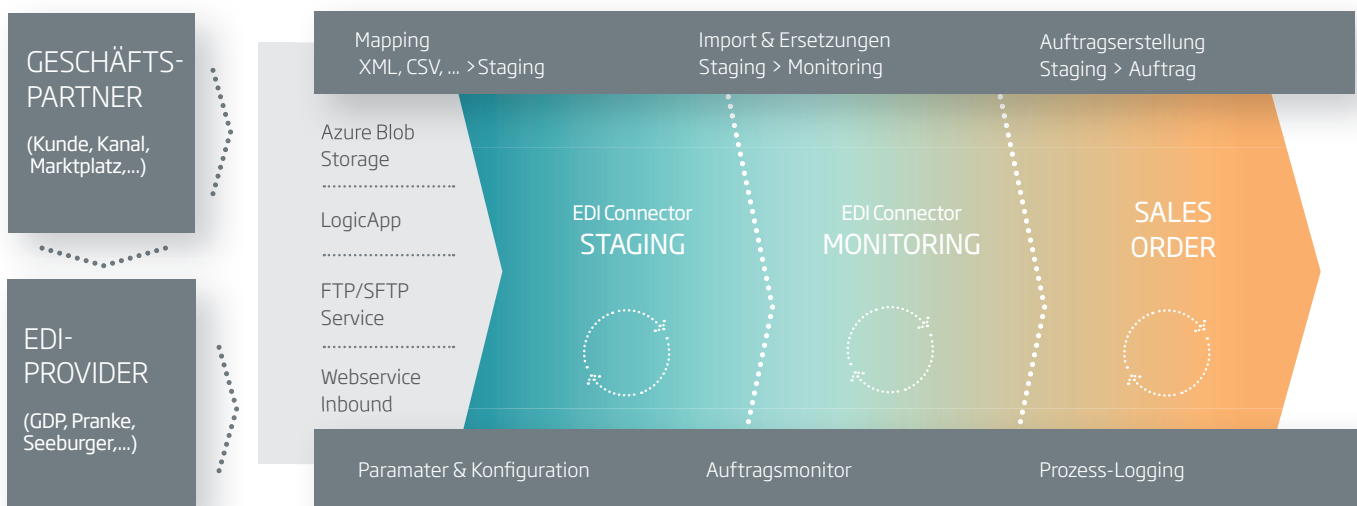 GESCHÄFTS-
PARTNER
(Kunde, Kanal,
Marktplatz,...)
EDI-
PROVIDER
(GDP, Pranke,
Seeburger,...)
Mapping
XML, CSV, ... > Staging
Import & Ersetzungen
Staging > Monitoring
Auftragserstellung
Staging > Auftrag
Azure Blob
Storage
LogicApp
FTP/SFTP
Service
Webservice
Inbound
EDI Connector
STAGING
EDI Connector
MONITORING
SALES
ORDER
Paramater & Konfiguration
Auftragsmonitor
Prozess-Logging